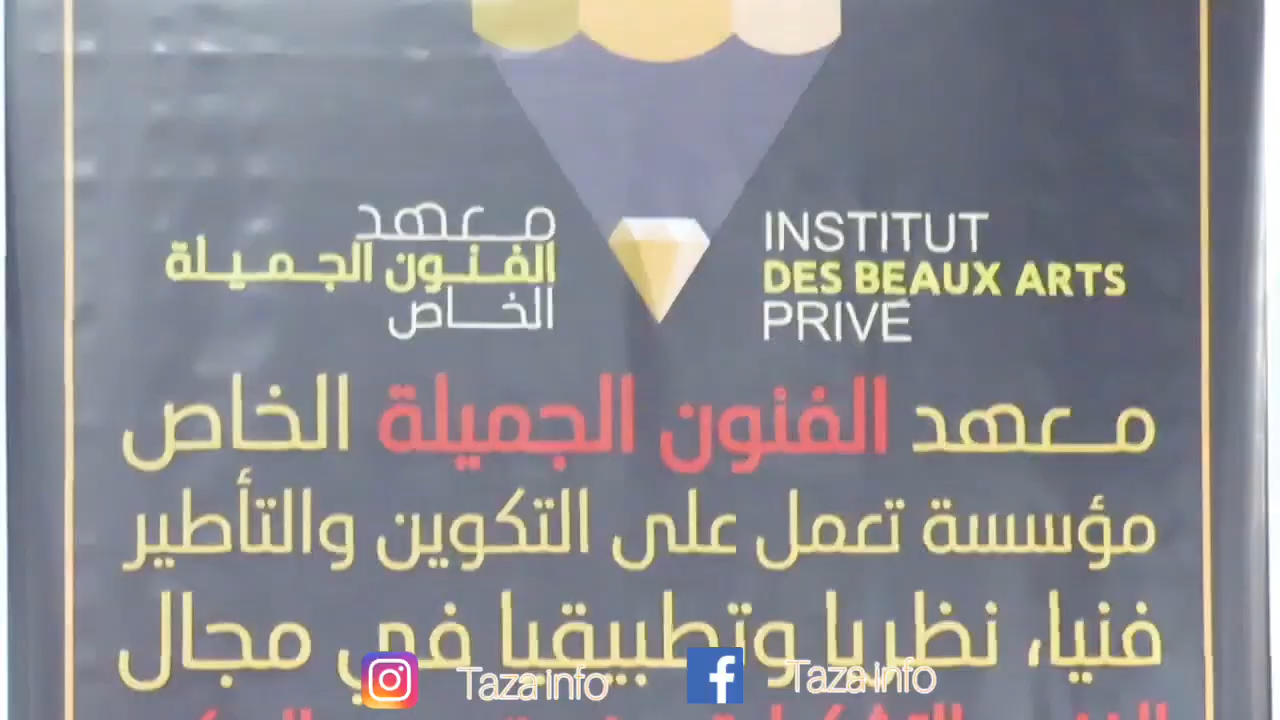 معهد
الفنون الجميلة
الخاص
INSTITUT
DES BEAUX ARTS
PRIVÉ
معهد الفنون الجميلة الخاص
مؤسسة تعمل على التكوين والتأطير
فنيا، نظريا وتطبيقيا في مجال
Taza info
Taza info